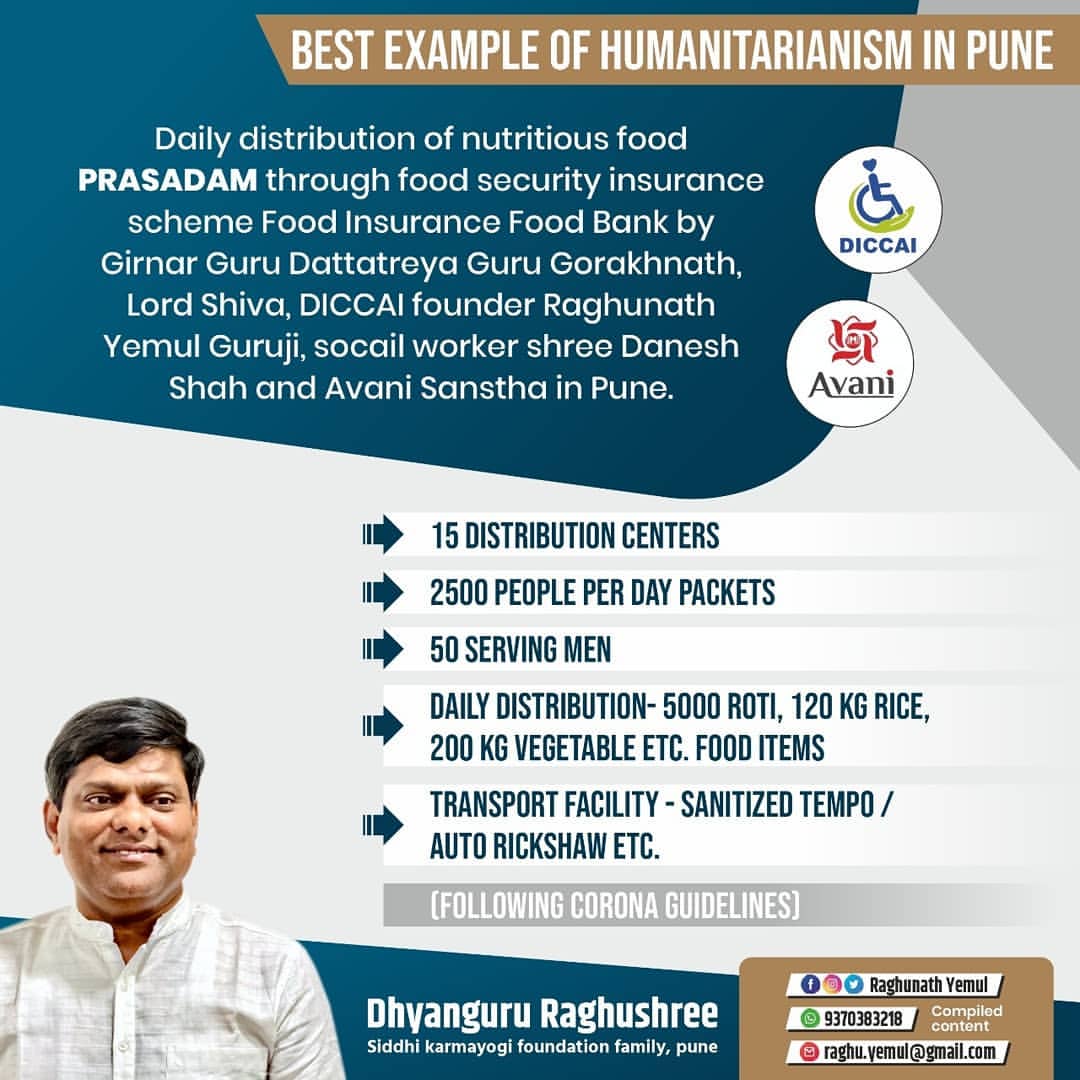 BEST EXAMPLE OF HUMANITARIANISM IN PUNE
Daily distribution of nutritious food
PRASADAM through food security insurance
scheme Food Insurance Food Bank by
Girnar Guru Dattatreya Guru Gorakhnath,
Lord Shiva, DICCAI founder Raghunath
Yemul Guruji, socail worker shree Danesh
Shah and Avani Sanstha in Pune.
DICCAI
Avani
15 DISTRIBUTION CENTERS
2500 PEOPLE PER DAY PACKETS
50 SERVING MEN
DAILY DISTRIBUTION- 5000 ROTI, 120 KG RICE,
200 KG VEGETABLE ETC. FOOD ITEMS
TRANSPORT FACILITY - SANITIZED TEMPO /
AUTO RICKSHAW ETC.
(FOLLOWING CORONA GUIDELINES)
Dhyanguru Raghushree
Siddhi karmayogi foundation family, pune
Raghunath Yemul
9370383218
Compiled
content
raghu.yemul@gmail.com